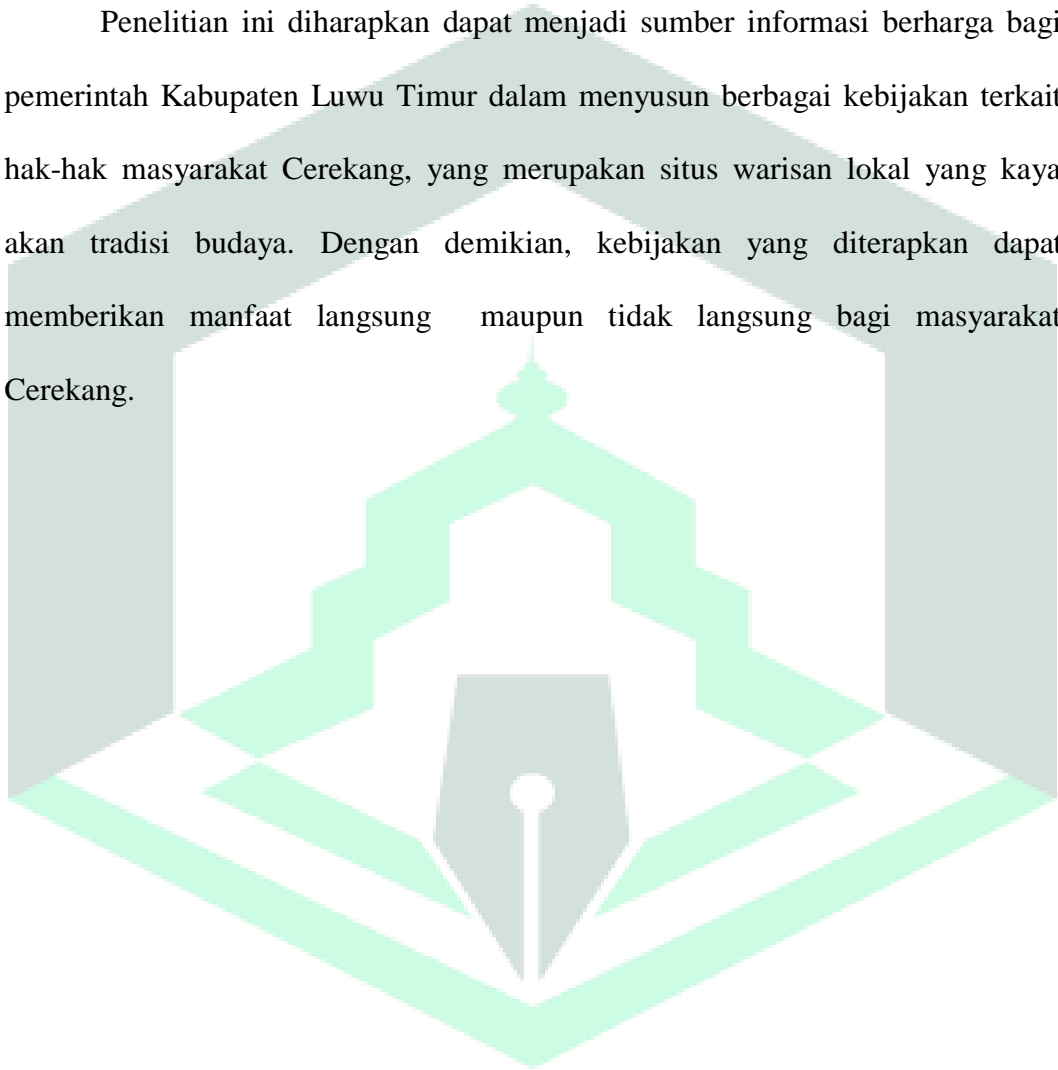 Penelitian ini diharapkan dapat menjadi sumber informasi berharga bagi
pemerintah Kabupaten Luwu Timur dalam menyusun berbagai kebijakan terkait
hak-hak masyarakat Cerekang, yang merupakan situs warisan lokal yang kaya
akan tradisi budaya. Dengan demikian, kebijakan yang diterapkan dapat
memberikan manfaat langsung maupun tidak langsung bagi masyarakat
Cerekang.